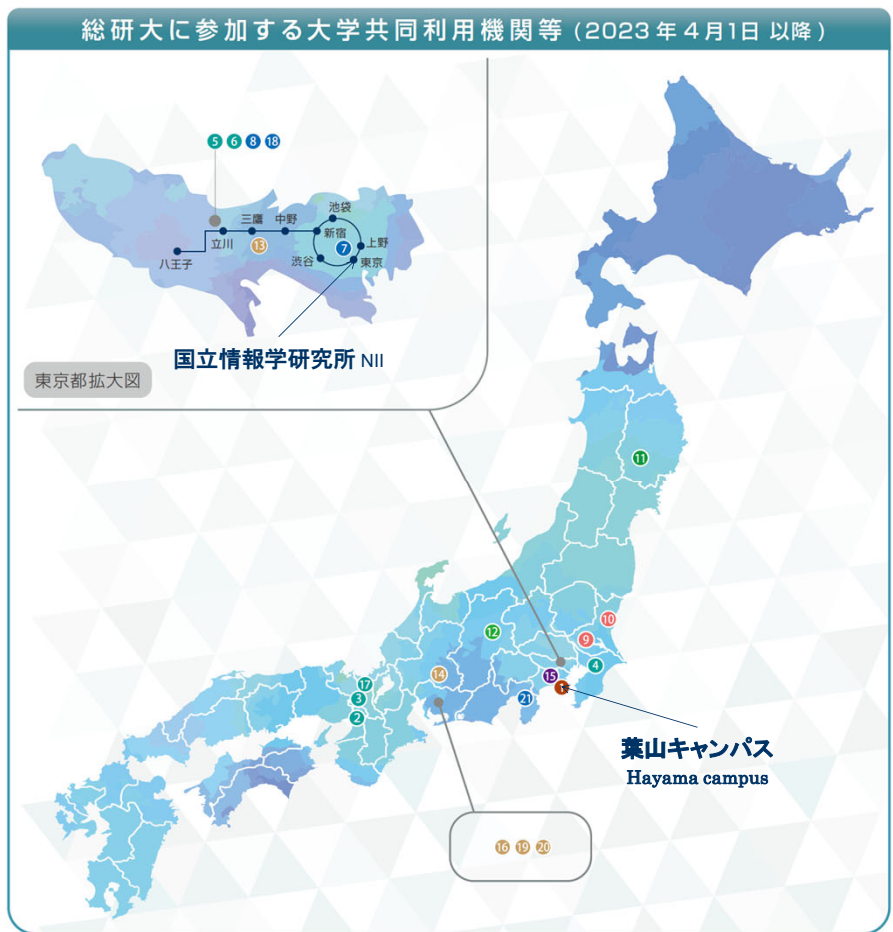 総研大に参加する大学共同利用機関等 (2023年4月1日 以降)
5 6 8 18
池袋
三鷹 中野
新宿
上野
立川
13
7
八王子
渋谷
東京
国立情報学研究所 NII
東京都拡大図
11
10
12
9
4
14
15
17
1
3
21
2
葉山キャンパス
Hayama campus
16 19 20